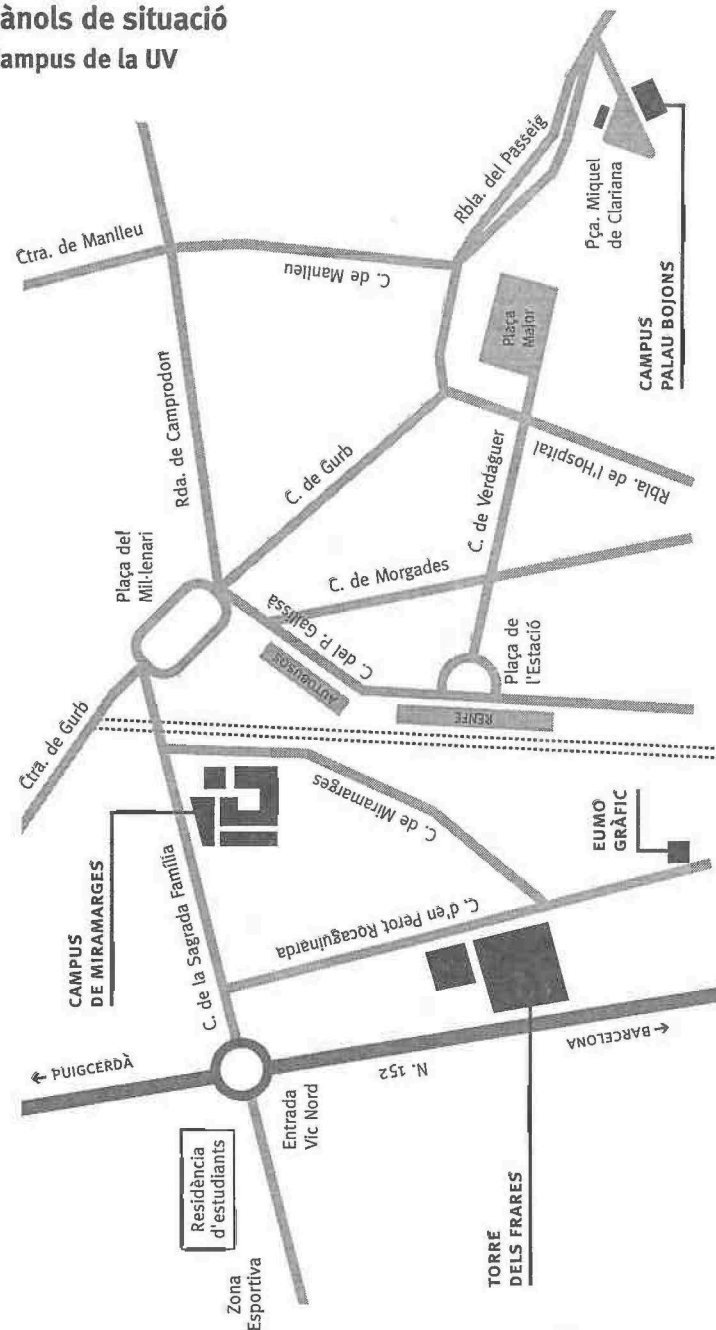 ànols de situació
ampus de la UV
Ctra. de Manlleu
C. de Manlleu
Rbla. del Passeig
Pça. Miquel
de Clariana
CAMPUS
PALAU BOJONS
Plaça
Major
Rda. de Camprodon
C. de Gurb
C. de Verdaguer
Rbla. de l'Hospital
Plaça del
Mil·lenari
C. de Morgades
C. del P. Gallissà
AUTOBUSOS
Plaça de
l'Estació
RENFE
Ctra. de Gurb
C. de Miramarges
CAMPUS
DE MIRAMARGES
C. de la Sagrada Família
EUMO
GRÀFIC
C. d'en Perot Rocaguinarda
← PUIGCERDÀ
N. 152
← BARCELONA
Entrada
Vic Nord
Residència
d'estudiants
Zona
Esportiva
TORRE
DELS FRARES